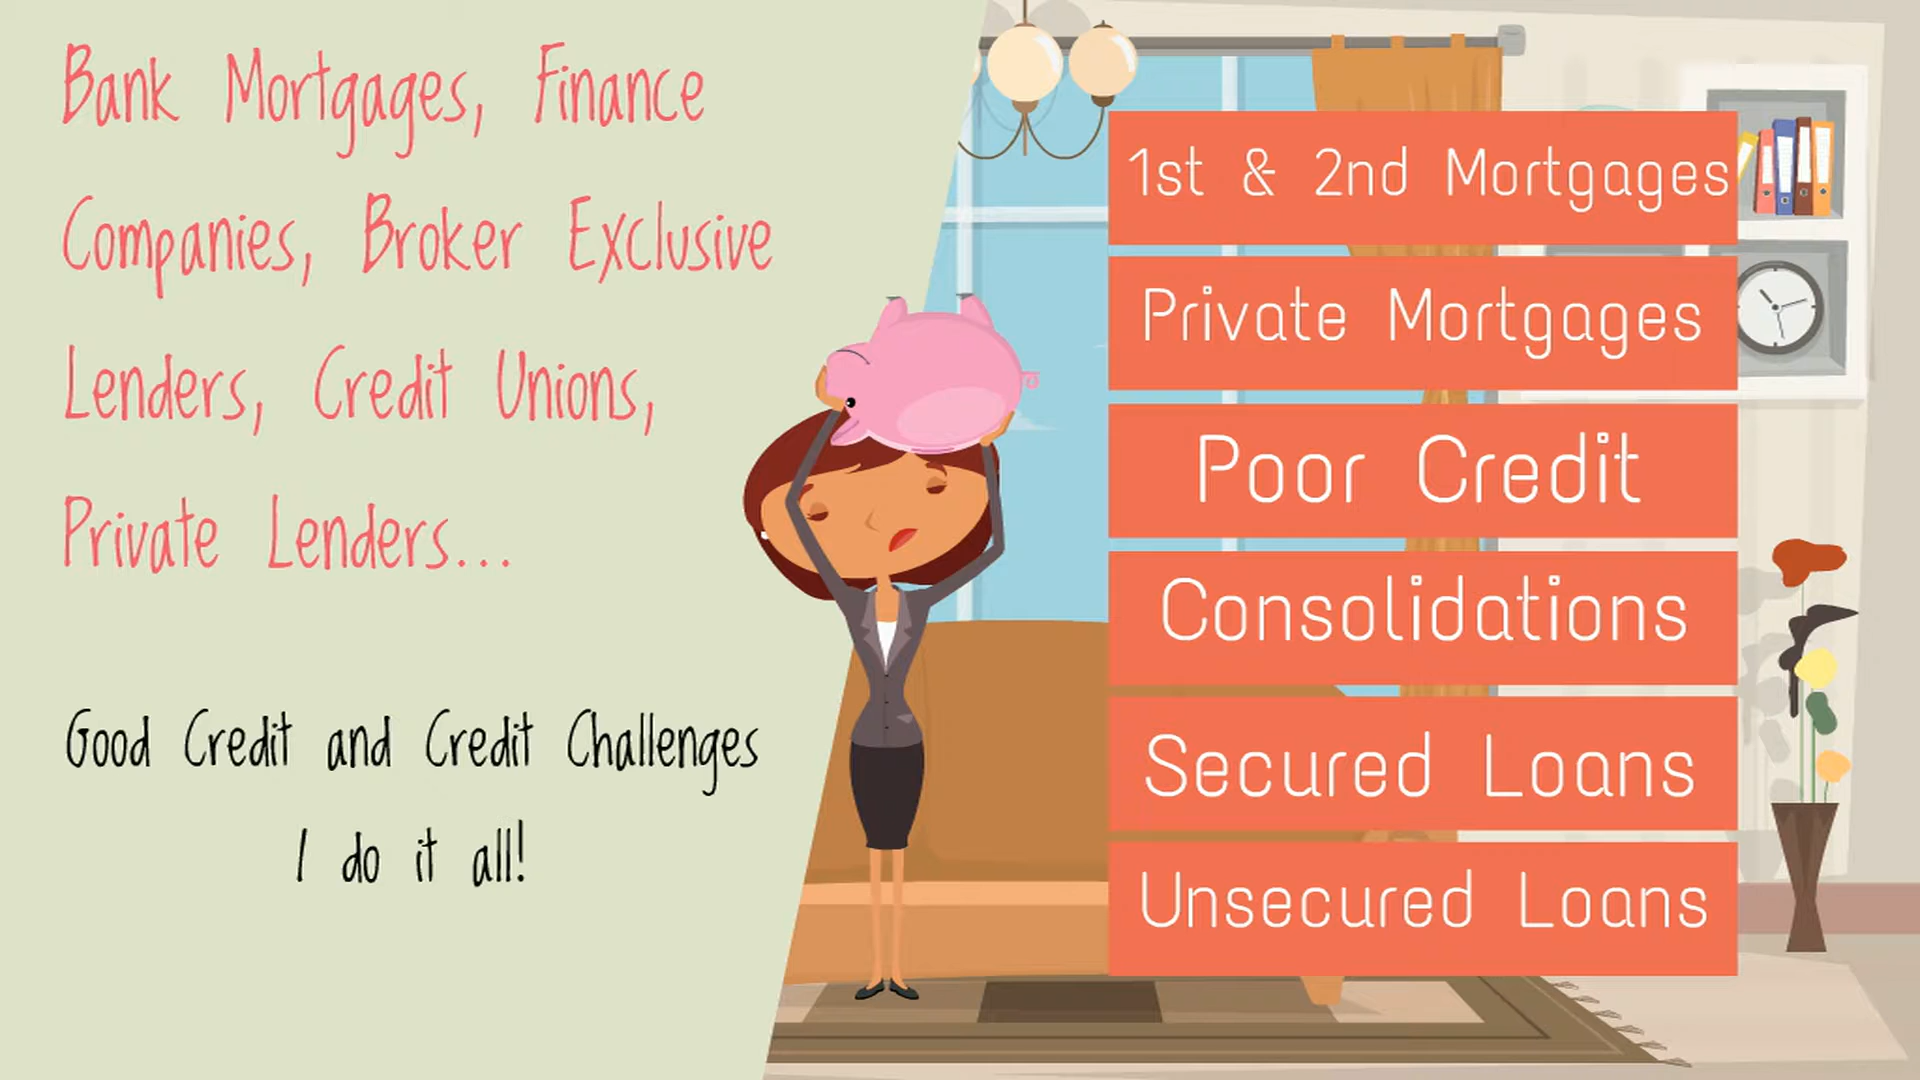 Bank Mortgages, Finance
Companies, Broker Exclusive
Lenders, Credit Unions,
Private Lenders...
Good Credit and Credit Challenges
I do it all!
1st & 2nd Mortgages
Private Mortgages
Poor Credit
Consolidations
Secured Loans
Unsecured Loans